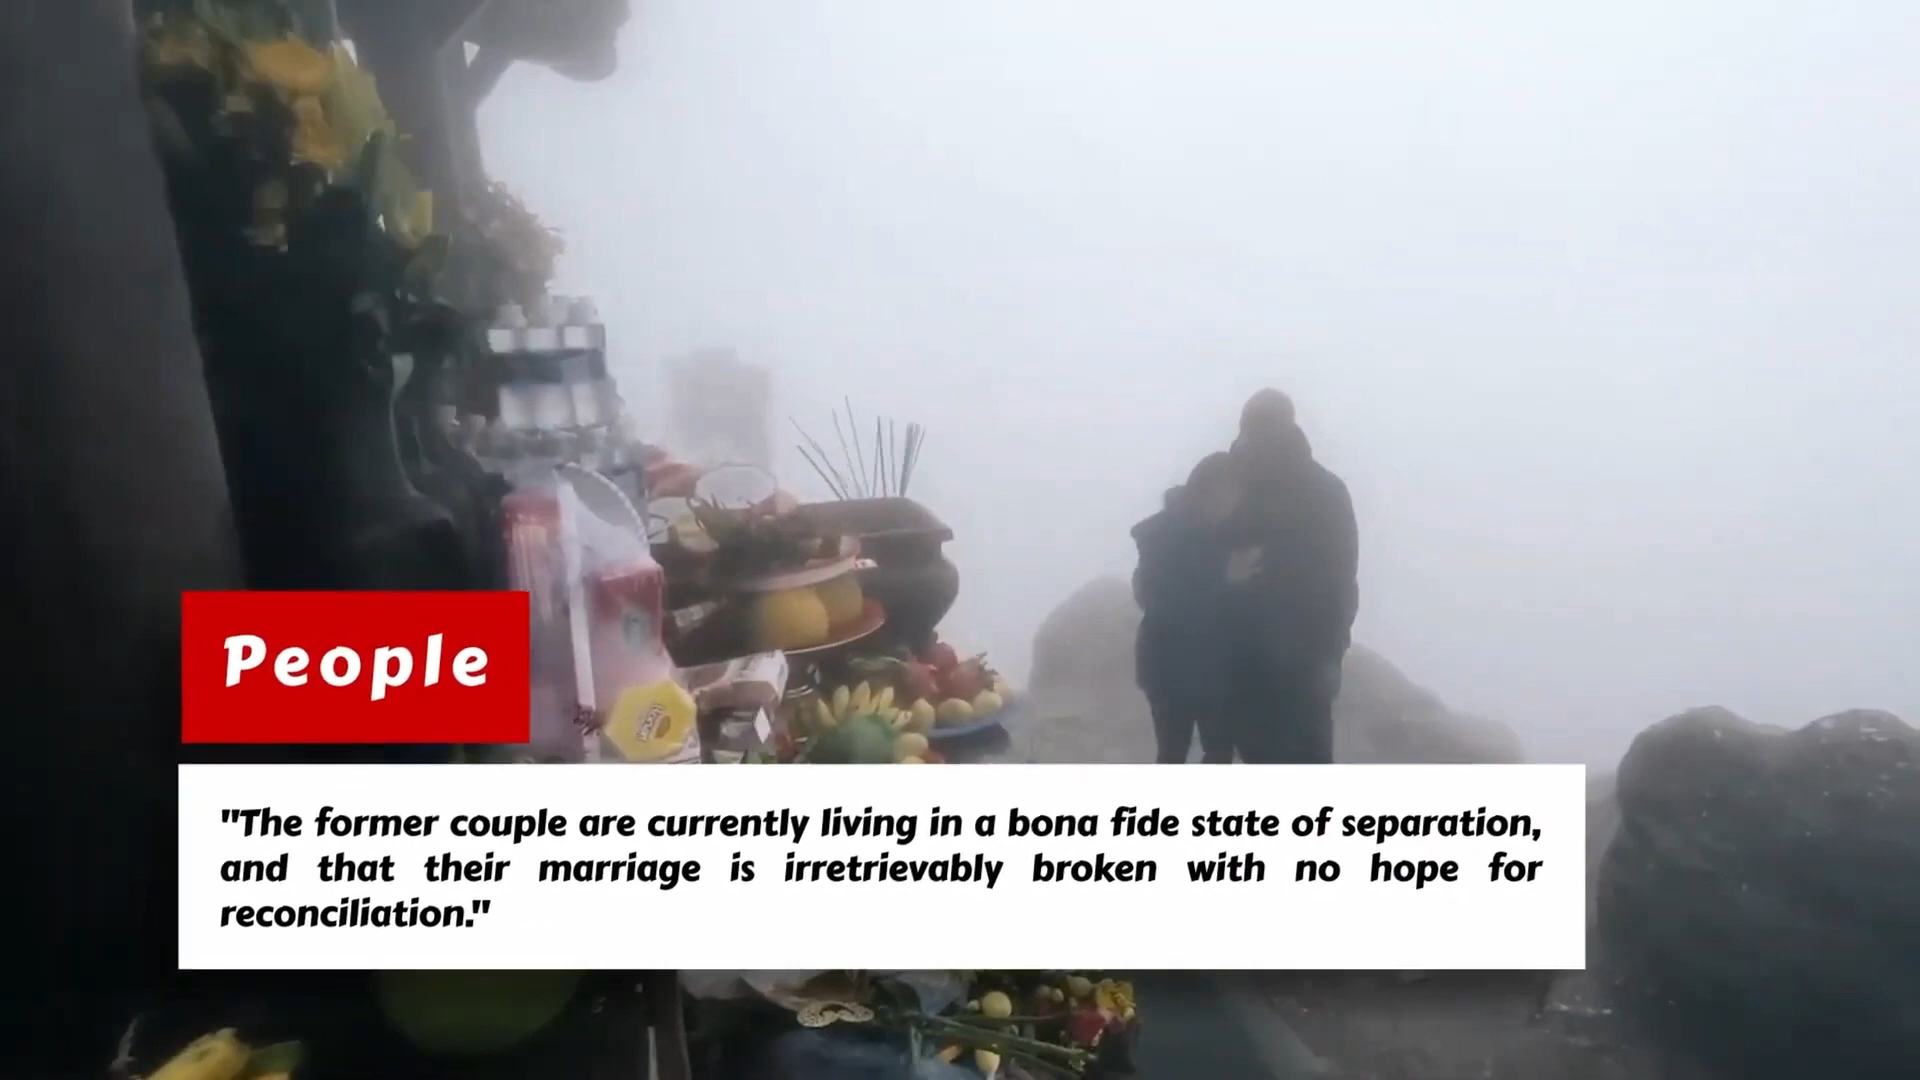 People
"The former couple are currently living in a bona fide state of separation,
and that their marriage is irretrievably broken with no hope for
reconciliation."